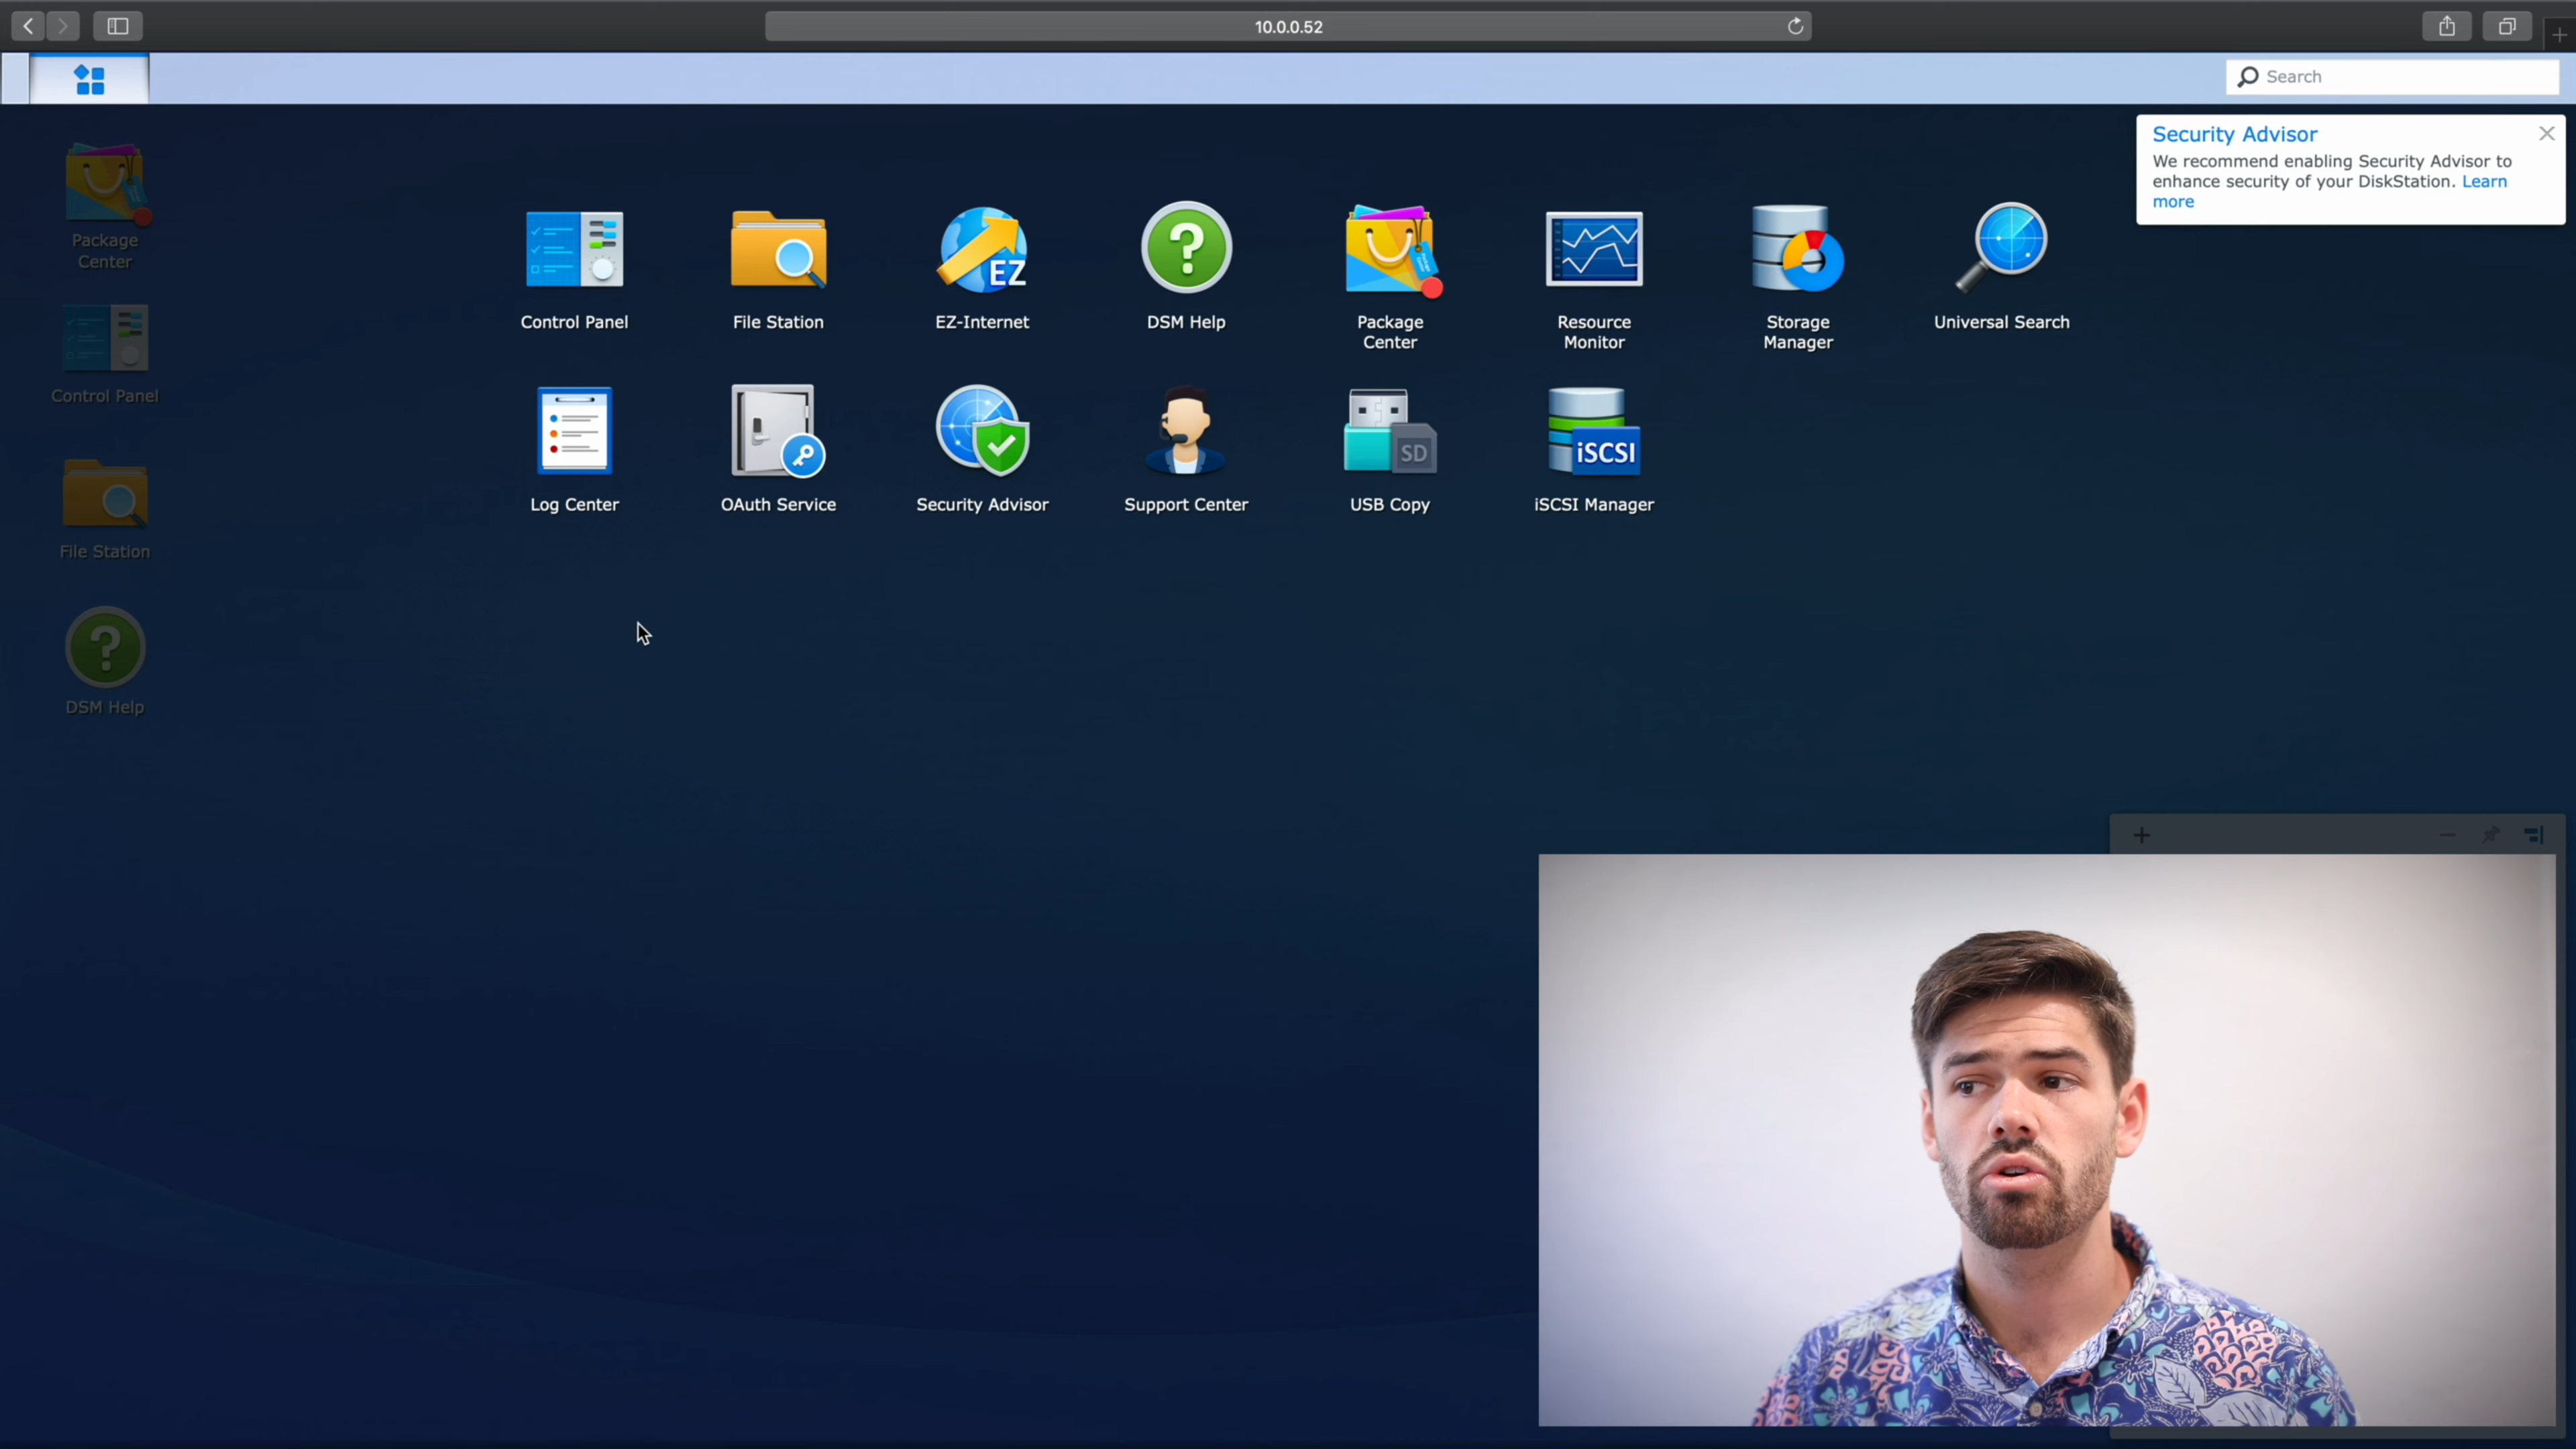 10.0.0.52
Search
Security Advisor
We recommend enabling Security Advisor to
enhance security of your DiskStation. Learn
more
Package
Center
Control Panel
File Station
DSM Help
Control Panel
File Station
EZ
EZ-Internet
DSM Help
Package
Center
Resource
Monitor
Storage
Manager
Universal Search
Log Center
OAuth Service
Security Advisor
Support Center
SD
USB Copy
iSCSI
iSCSI Manager